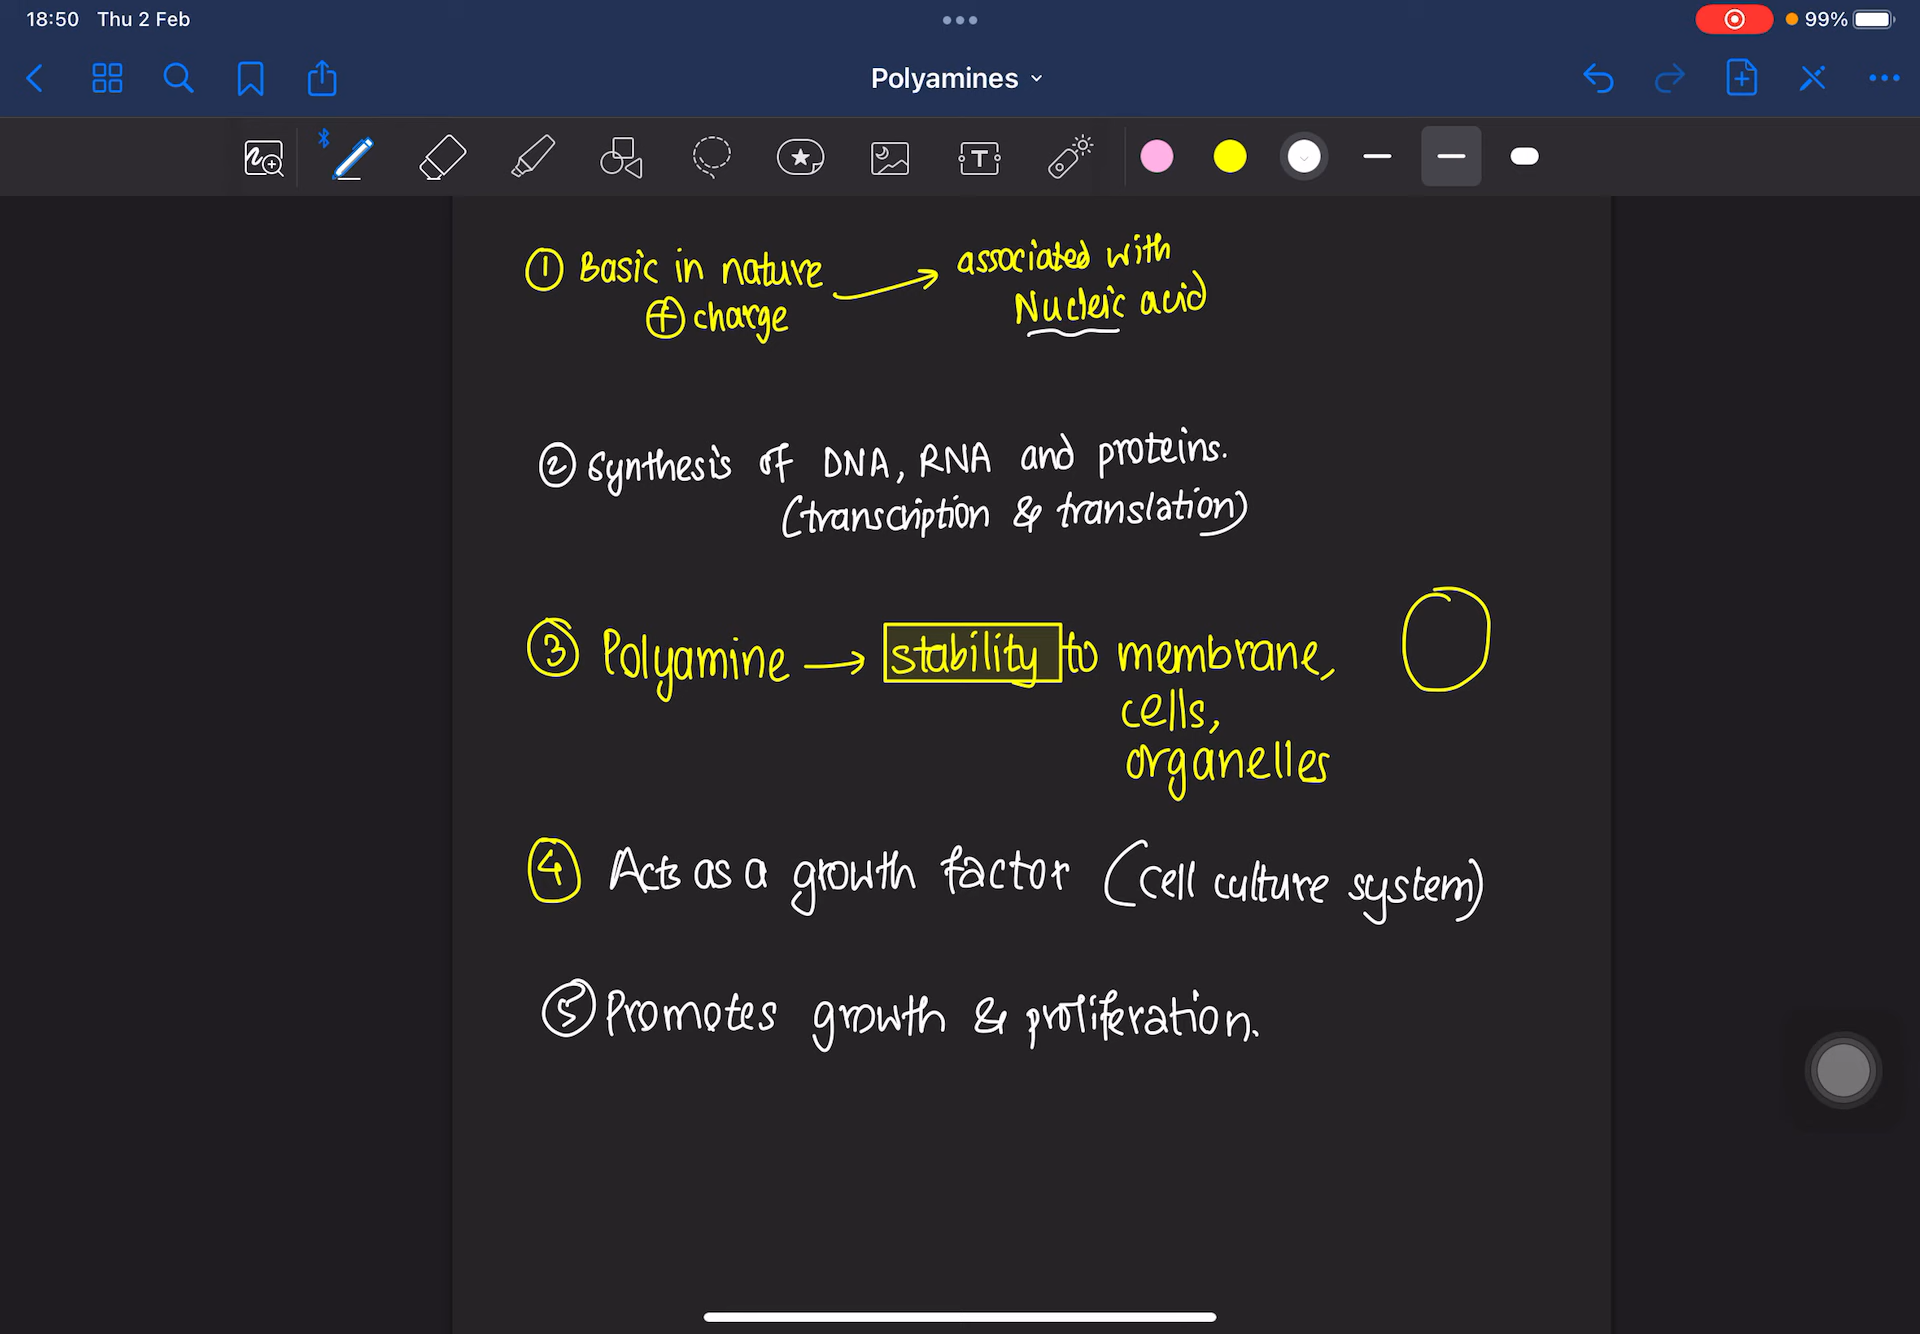 18:50 Thu 2 Feb
99%
Polyamines
① Basic in nature → associated with
⊕ charge Nucleic acid
② Synthesis of DNA, RNA and proteins.
(transcription & translation)
③ Polyamine → stability to membrane,
cells,
organelles
④ Acts as a growth factor (cell culture system)
⑤ Promotes growth & proliferation.